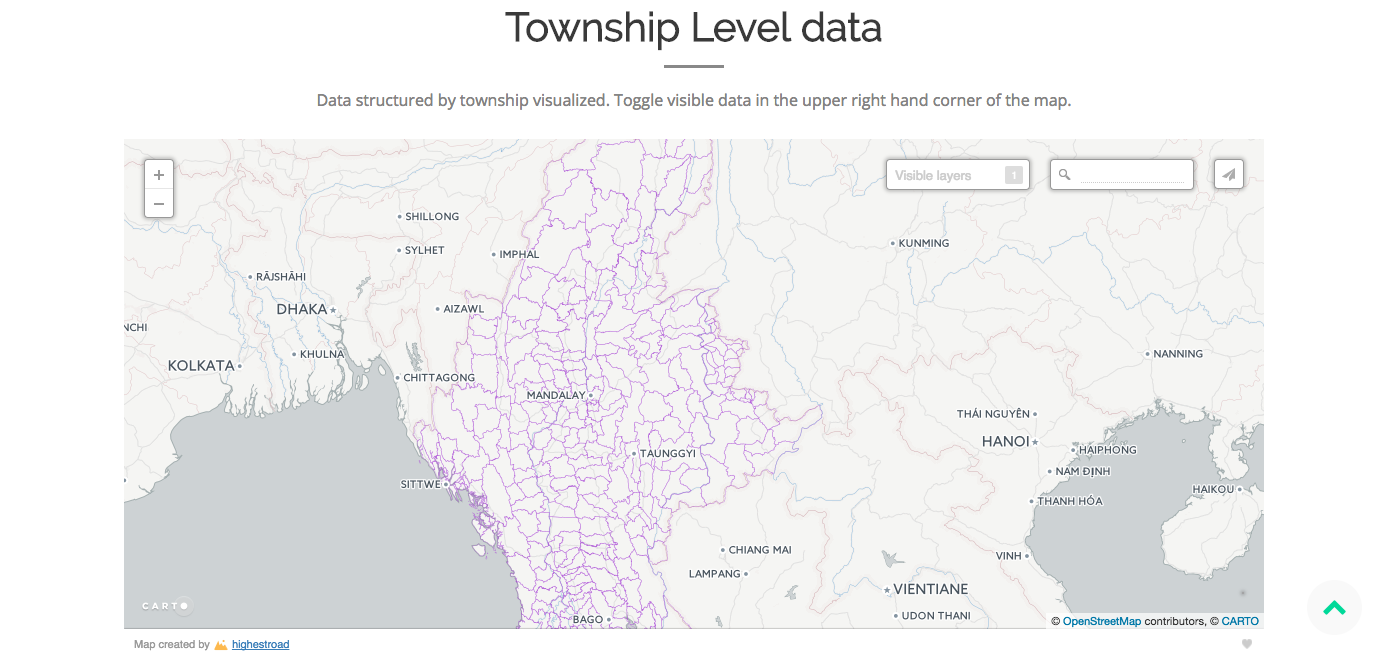 Township Level data
Data structured by township visualized. Toggle visible data in the upper right hand corner of the map.
+
−
Visible layers 1
SHILLONG
SYLHET
IMPHAL
KUNMING
RĀJSHĀHI
DHAKA
AIZAWL
NCHI
KHULNA
NANNING
KOLKATA
CHITTAGONG
MANDALAY
THÁI NGUYÊN
HANOI
HAIPHONG
TAUNGGYI
NAM ĐỊNH
SITTWE
HAIKOU
THANH HÓA
CHIANG MAI
VINH
LAMPANG
VIENTIANE
CARTO
UDON THANI
BAGO
© OpenStreetMap contributors, © CARTO
Map created by highestroad